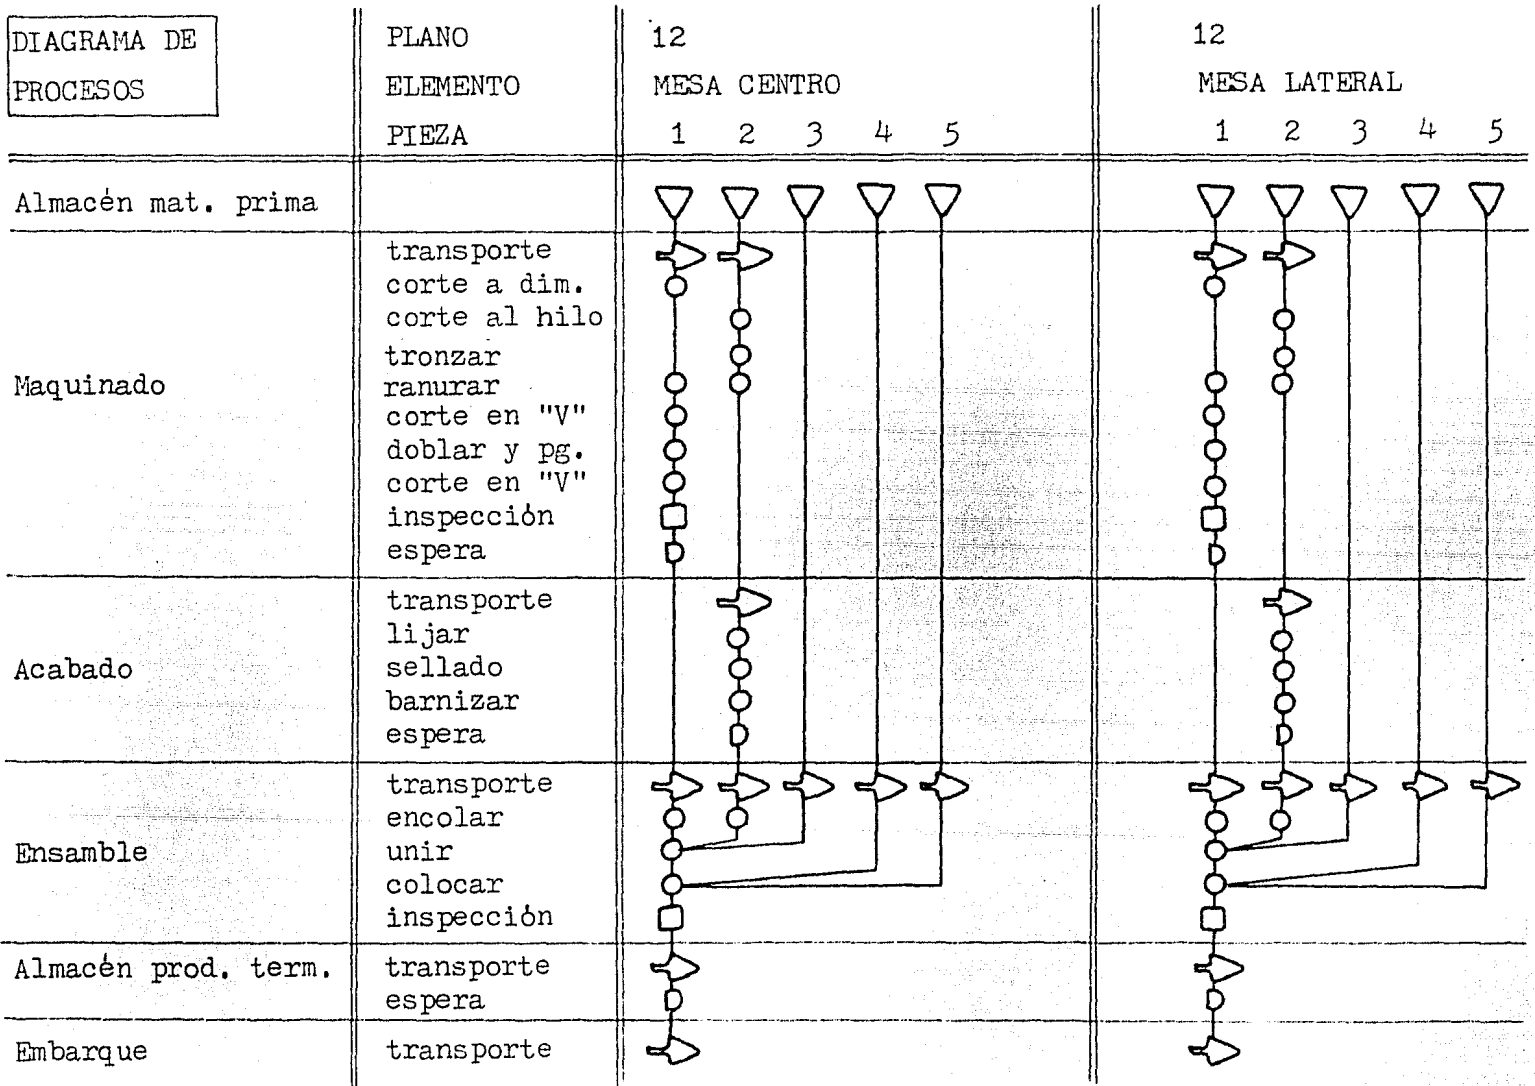 DIAGRAMA DE
PROCESOS
PLANO
ELEMENTO
PIEZA
12
MESA CENTRO
1 2 3 4 5
12
MESA LATERAL
1 2 3 4 5
Almacén mat. prima
Maquinado
transporte
corte a dim.
corte al hilo
tronzar
ranurar
corte en "V"
doblar y pg.
corte en "V"
inspección
espera
Acabado
transporte
lijar
sellado
barnizar
espera
Ensamble
transporte
encolar
unir
colocar
inspección
Almacén prod. term.
transporte
espera
Embarque
transporte